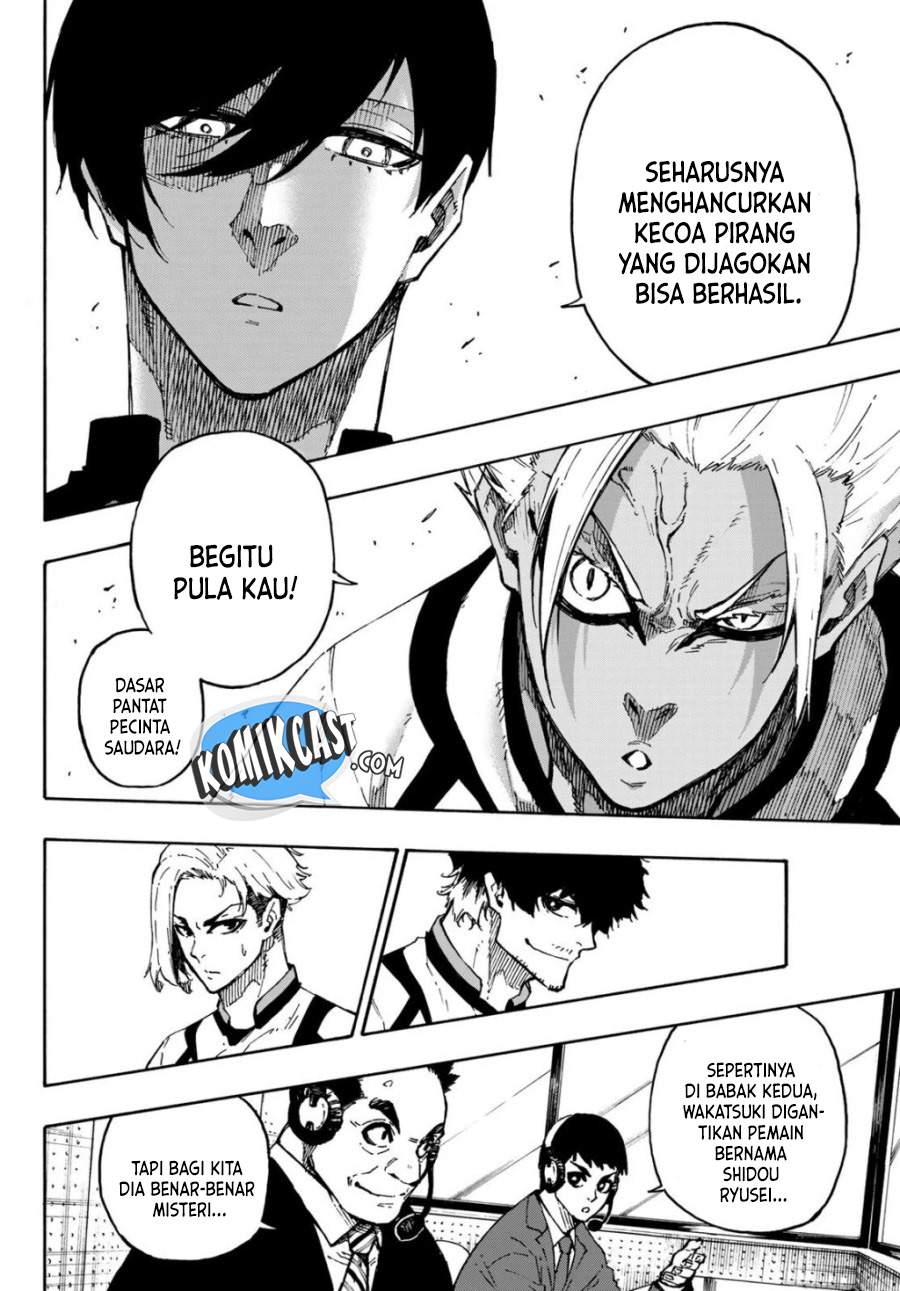 SEHARUSNYA
MENGHANCURKAN
KECOA PIRANG
YANG DIJAGOKAN
BISA BERHASIL.
BEGITU
PULA KAU!
DASAR
PANTAT
PECINTA
SAUDARA!
KOMIKCAST
.COM
SEPERTINYA
DI BABAK KEDUA,
WAKATSUKI DIGAN-
TIKAN PEMAIN
BERNAMA
SHIDOU
RYUSEI...
TAPI BAGI KITA
DIA BENAR-BENAR
MISTERI...